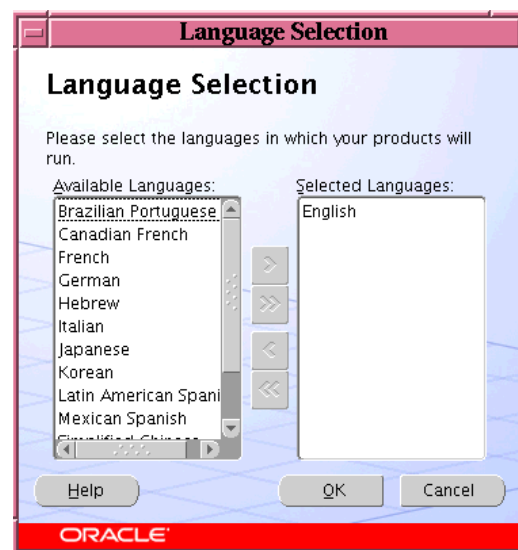 Language Selection
Language Selection
Please select the languages in which your products will
run.
Available Languages:
Selected Languages:
Brazilian Portuguese
Canadian French
French
German
Hebrew
Italian
Japanese
Korean
Latin American Spani
Mexican Spanish
Simplified Chinese
English
Help
OK
Cancel
ORACLE